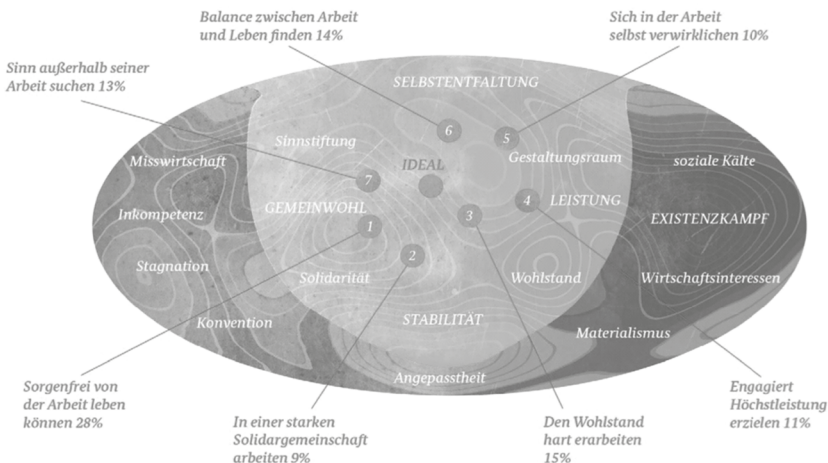 Balance zwischen Arbeit
und Leben finden 14%
Sich in der Arbeit
selbst verwirklichen 10%
Sinn außerhalb seiner
Arbeit suchen 13%
SELBSTENTFALTUNG
6
5
Sinnstiftung
Gestaltungsraum
Misswirtschaft
soziale Kälte
IDEAL
7
4
LEISTUNG
GEMEINWOHL
3
Inkompetenz
EXISTENZKAMPF
1
2
Stagnation
Solidarität
Wohlstand
Wirtschaftsinteressen
Konvention
STABILITÄT
Materialismus
Angepasstheit
Sorgenfrei von
der Arbeit leben
können 28%
In einer starken
Solidargemeinschaft
arbeiten 9%
Den Wohlstand
hart erarbeiten
15%
Engagiert
Höchstleistung
erzielen 11%